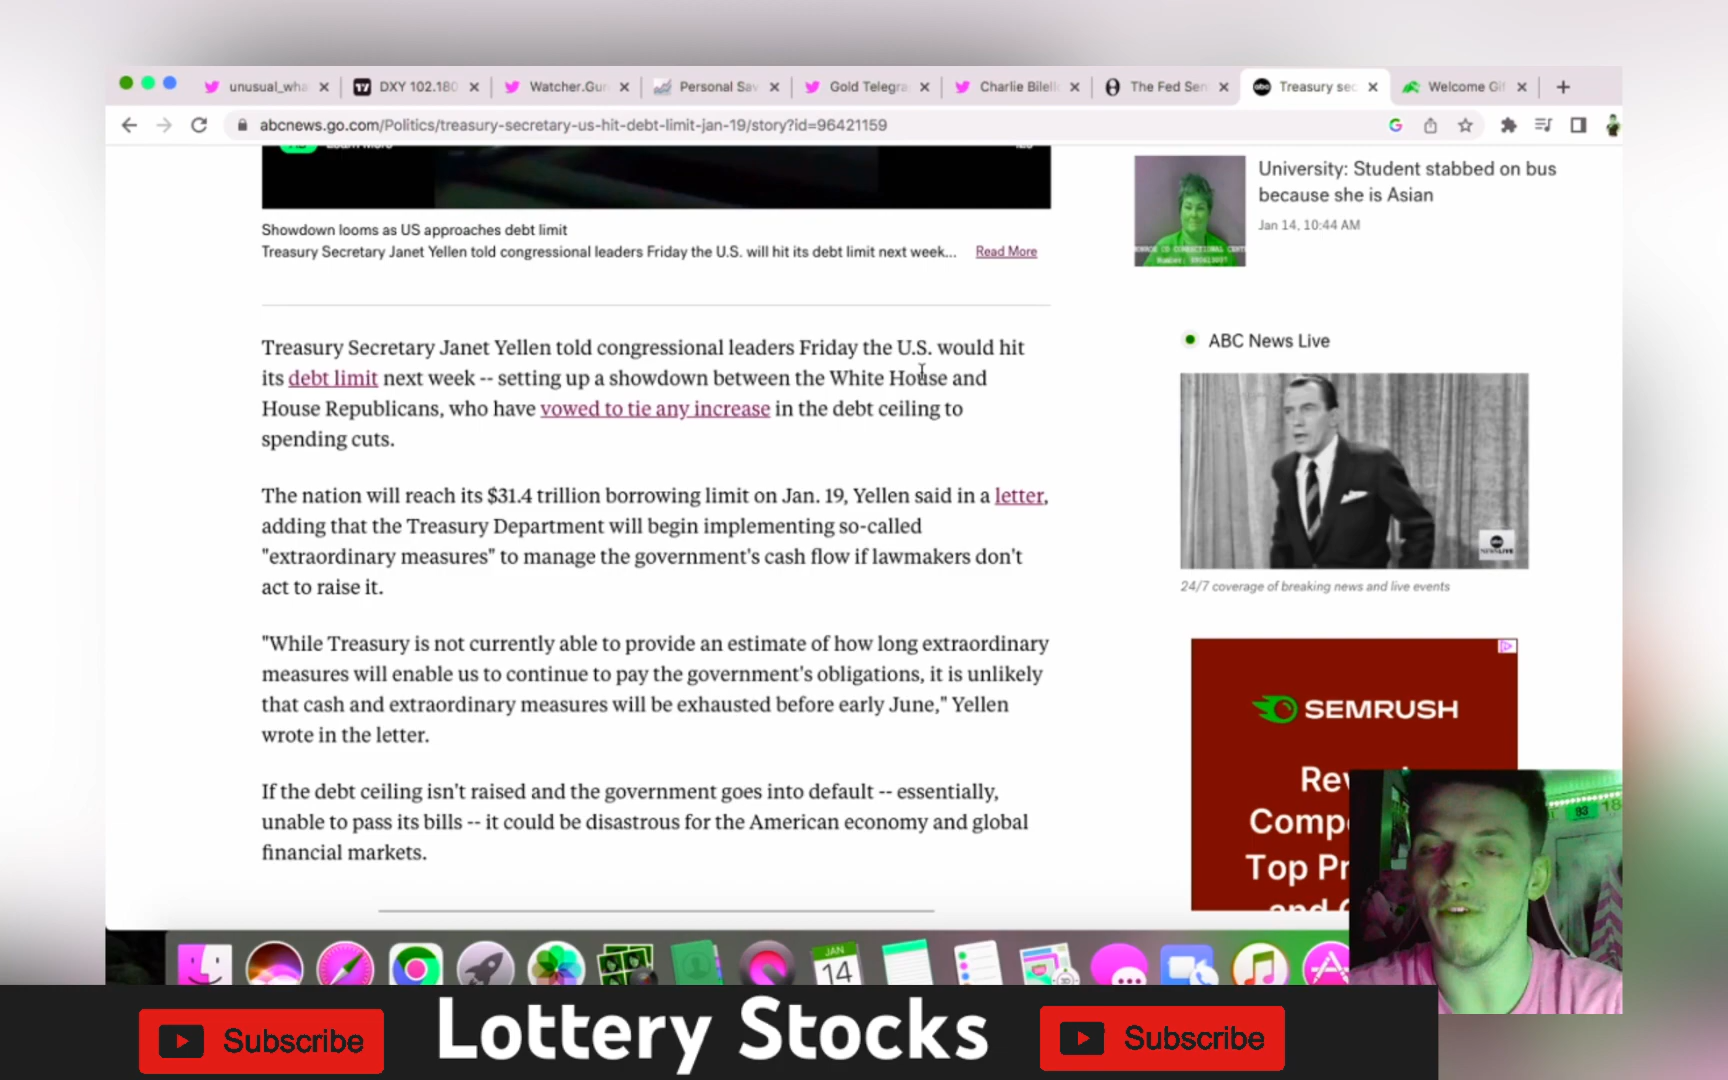 unusual_wha
DXY 102.180
Watcher.Gur
Personal Sav
Gold Telegra
Charlie Bilello
The Fed Sen
Treasury sec
Welcome Gif
abcnews.go.com/Politics/treasury-secretary-us-hit-debt-limit-jan-19/story?id=96421159
Learn More
Showdown looms as US approaches debt limit
Treasury Secretary Janet Yellen told congressional leaders Friday the U.S. will hit its debt limit next week... Read More
Treasury Secretary Janet Yellen told congressional leaders Friday the U.S. would hit
its debt limit next week -- setting up a showdown between the White House and
House Republicans, who have vowed to tie any increase in the debt ceiling to
spending cuts.
The nation will reach its $31.4 trillion borrowing limit on Jan. 19, Yellen said in a letter,
adding that the Treasury Department will begin implementing so-called
"extraordinary measures" to manage the government's cash flow if lawmakers don't
act to raise it.
"While Treasury is not currently able to provide an estimate of how long extraordinary
measures will enable us to continue to pay the government's obligations, it is unlikely
that cash and extraordinary measures will be exhausted before early June," Yellen
wrote in the letter.
If the debt ceiling isn't raised and the government goes into default -- essentially,
unable to pass its bills -- it could be disastrous for the American economy and global
financial markets.
University: Student stabbed on bus
because she is Asian
Jan 14, 10:44 AM
ABC News Live
abc
NEWS LIVE
24/7 coverage of breaking news and live events
SEMRUSH
Rev
Comp
Top Pr
and
83
18
JAN
14
Subscribe
Lottery Stocks
Subscribe